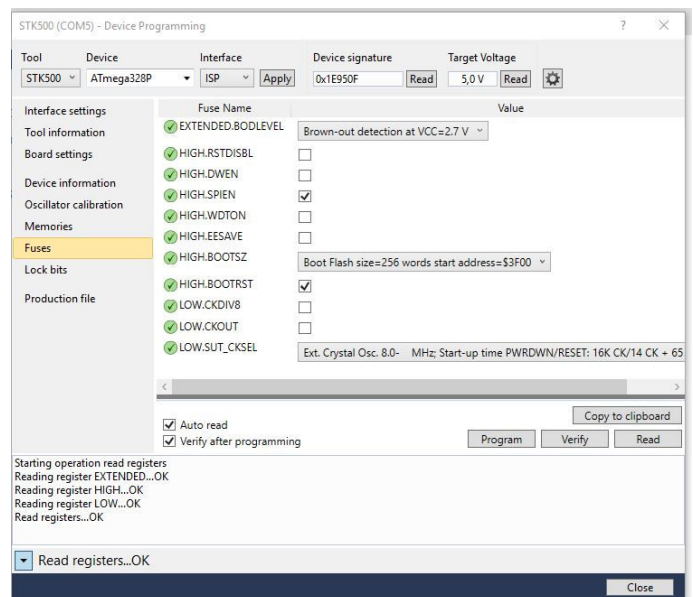 STK500 (COM5) - Device Programming ? ×
Tool Device Interface Device signature Target Voltage
STK500 ATmega328P ISP Apply 0x1E950F Read 5,0 V Read
Interface settings
Tool information
Board settings
Device information
Oscillator calibration
Memories
Fuses
Lock bits
Production file
Fuse Name Value
EXTENDED.BODLEVEL Brown-out detection at VCC=2.7 V
HIGH.RSTDISBL
HIGH.DWEN
HIGH.SPIEN
HIGH.WDTON
HIGH.EESAVE
HIGH.BOOTSZ Boot Flash size=256 words start address=$3F00
HIGH.BOOTRST
LOW.CKDIV8
LOW.CKOUT
LOW.SUT_CKSEL Ext. Crystal Osc. 8.0- MHz; Start-up time PWRDWN/RESET: 16K CK/14 CK + 65
Copy to clipboard
Auto read
Verify after programming Program Verify Read
Starting operation read registers
Reading register EXTENDED...OK
Reading register HIGH...OK
Reading register LOW...OK
Read registers...OK
Read registers...OK
Close